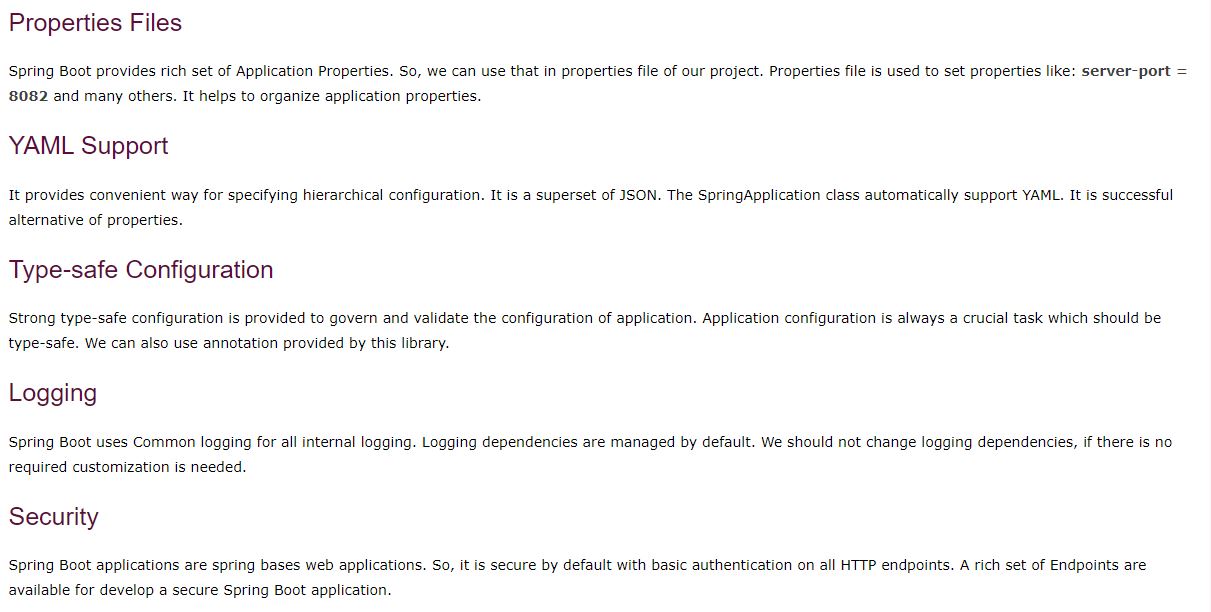 Properties Files
Spring Boot provides rich set of Application Properties. So, we can use that in properties file of our project. Properties file is used to set properties like: server-port =
8082 and many others. It helps to organize application properties.
YAML Support
It provides convenient way for specifying hierarchical configuration. It is a superset of JSON. The SpringApplication class automatically support YAML. It is successful
alternative of properties.
Type-safe Configuration
Strong type-safe configuration is provided to govern and validate the configuration of application. Application configuration is always a crucial task which should be
type-safe. We can also use annotation provided by this library.
Logging
Spring Boot uses Common logging for all internal logging. Logging dependencies are managed by default. We should not change logging dependencies, if there is no
required customization is needed.
Security
Spring Boot applications are spring bases web applications. So, it is secure by default with basic authentication on all HTTP endpoints. A rich set of Endpoints are
available for develop a secure Spring Boot application.